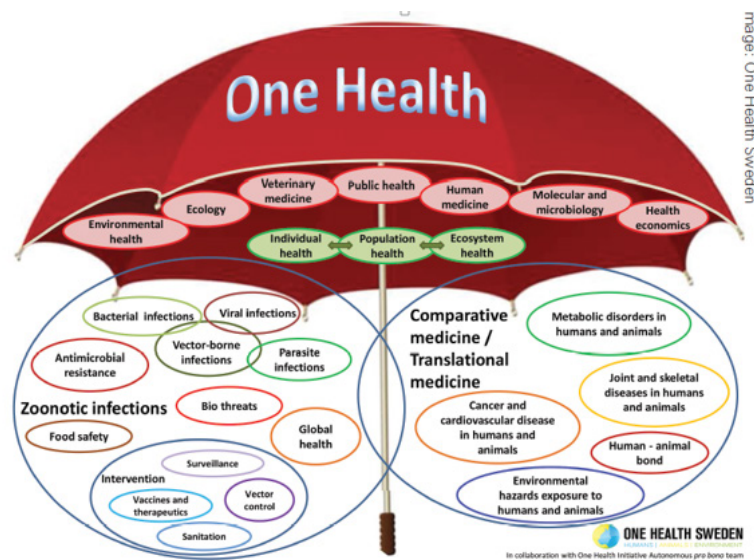 One Health
mage: One Health Sweden
Environmental
health
Ecology
Veterinary
medicine
Public health
Human
medicine
Molecular and
microbiology
Health
economics
Individual
health
Population
health
Ecosystem
health
Bacterial infections
Viral infections
Vector-borne
infections
Antimicrobial
resistance
Parasite
infections
Zoonotic infections
Bio threats
Food safety
Global
health
Intervention
Surveillance
Vaccines and
therapeutics
Vector
control
Sanitation
Comparative
medicine /
Translational
medicine
Metabolic disorders in
humans and animals
Joint and skeletal
diseases in humans
and animals
Cancer and
cardiovascular disease
in humans and
animals
Human - animal
bond
Environmental
hazards exposure to
humans and animals
ONE HEALTH SWEDEN
In collaboration with One Health Initiative Autonomous pro bono team